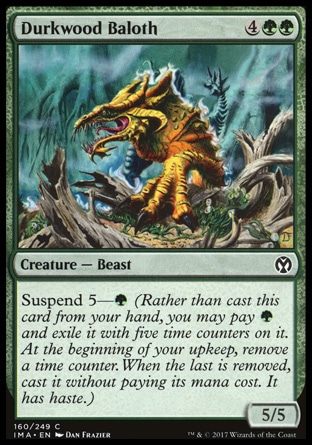 Durkwood Baloth 4
Creature — Beast
Suspend 5— (Rather than cast this
card from your hand, you may pay
and exile it with five time counters on it.
At the beginning of your upkeep, remove
a time counter. When the last is removed,
cast it without paying its mana cost. It
has haste.)
5/5
160/249 C
IMA • EN Dan Frazier
™ & © 2017 Wizards of the Coast